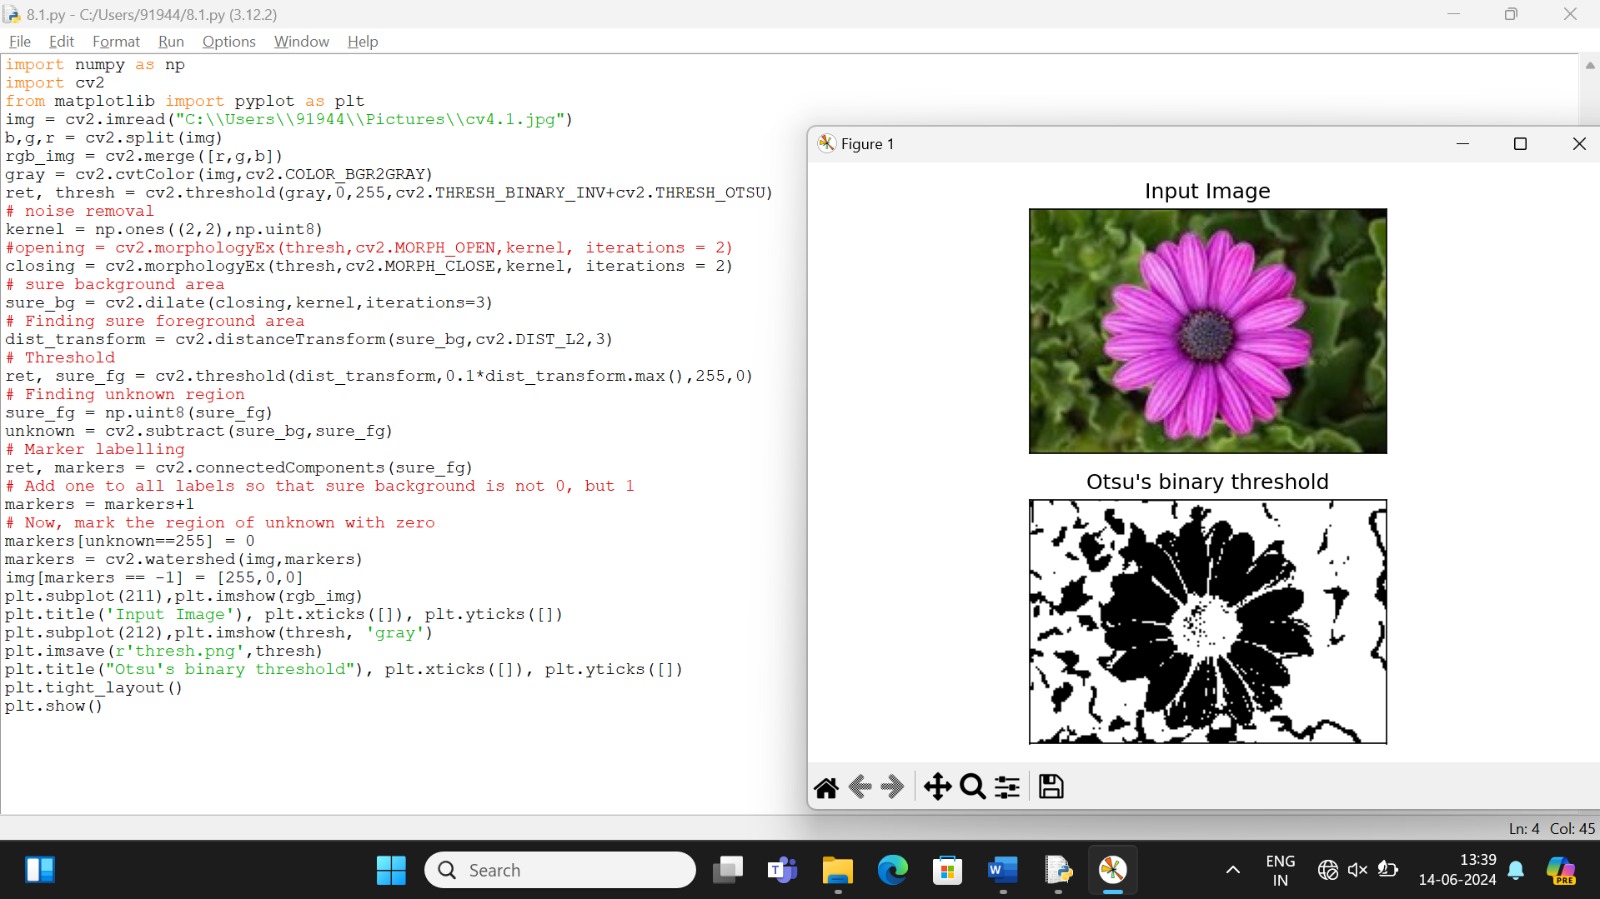 8.1.py - C:/Users/91944/8.1.py (3.12.2)
File Edit Format Run Options Window Help
import numpy as np
import cv2
from matplotlib import pyplot as plt
img = cv2.imread("C:\\Users\\91944\\Pictures\\cv4.1.jpg")
b,g,r = cv2.split(img)
rgb_img = cv2.merge([r,g,b])
gray = cv2.cvtColor(img,cv2.COLOR_BGR2GRAY)
ret, thresh = cv2.threshold(gray,0,255,cv2.THRESH_BINARY_INV+cv2.THRESH_OTSU)
# noise removal
kernel = np.ones((2,2),np.uint8)
#opening = cv2.morphologyEx(thresh,cv2.MORPH_OPEN,kernel, iterations = 2)
closing = cv2.morphologyEx(thresh,cv2.MORPH_CLOSE,kernel, iterations = 2)
# sure background area
sure_bg = cv2.dilate(closing,kernel,iterations=3)
# Finding sure foreground area
dist_transform = cv2.distanceTransform(sure_bg,cv2.DIST_L2,3)
# Threshold
ret, sure_fg = cv2.threshold(dist_transform,0.1*dist_transform.max(),255,0)
# Finding unknown region
sure_fg = np.uint8(sure_fg)
unknown = cv2.subtract(sure_bg,sure_fg)
# Marker labelling
ret, markers = cv2.connectedComponents(sure_fg)
# Add one to all labels so that sure background is not 0, but 1
markers = markers+1
# Now, mark the region of unknown with zero
markers[unknown==255] = 0
markers = cv2.watershed(img,markers)
img[markers == -1] = [255,0,0]
plt.subplot(211),plt.imshow(rgb_img)
plt.title('Input Image'), plt.xticks([]), plt.yticks([])
plt.subplot(212),plt.imshow(thresh, 'gray')
plt.imsave(r'thresh.png',thresh)
plt.title("Otsu's binary threshold"), plt.xticks([]), plt.yticks([])
plt.tight_layout()
plt.show()
Figure 1
Input Image
Otsu's binary threshold
Ln: 4 Col: 45
Search
ENG
IN
13:39
14-06-2024
PRE